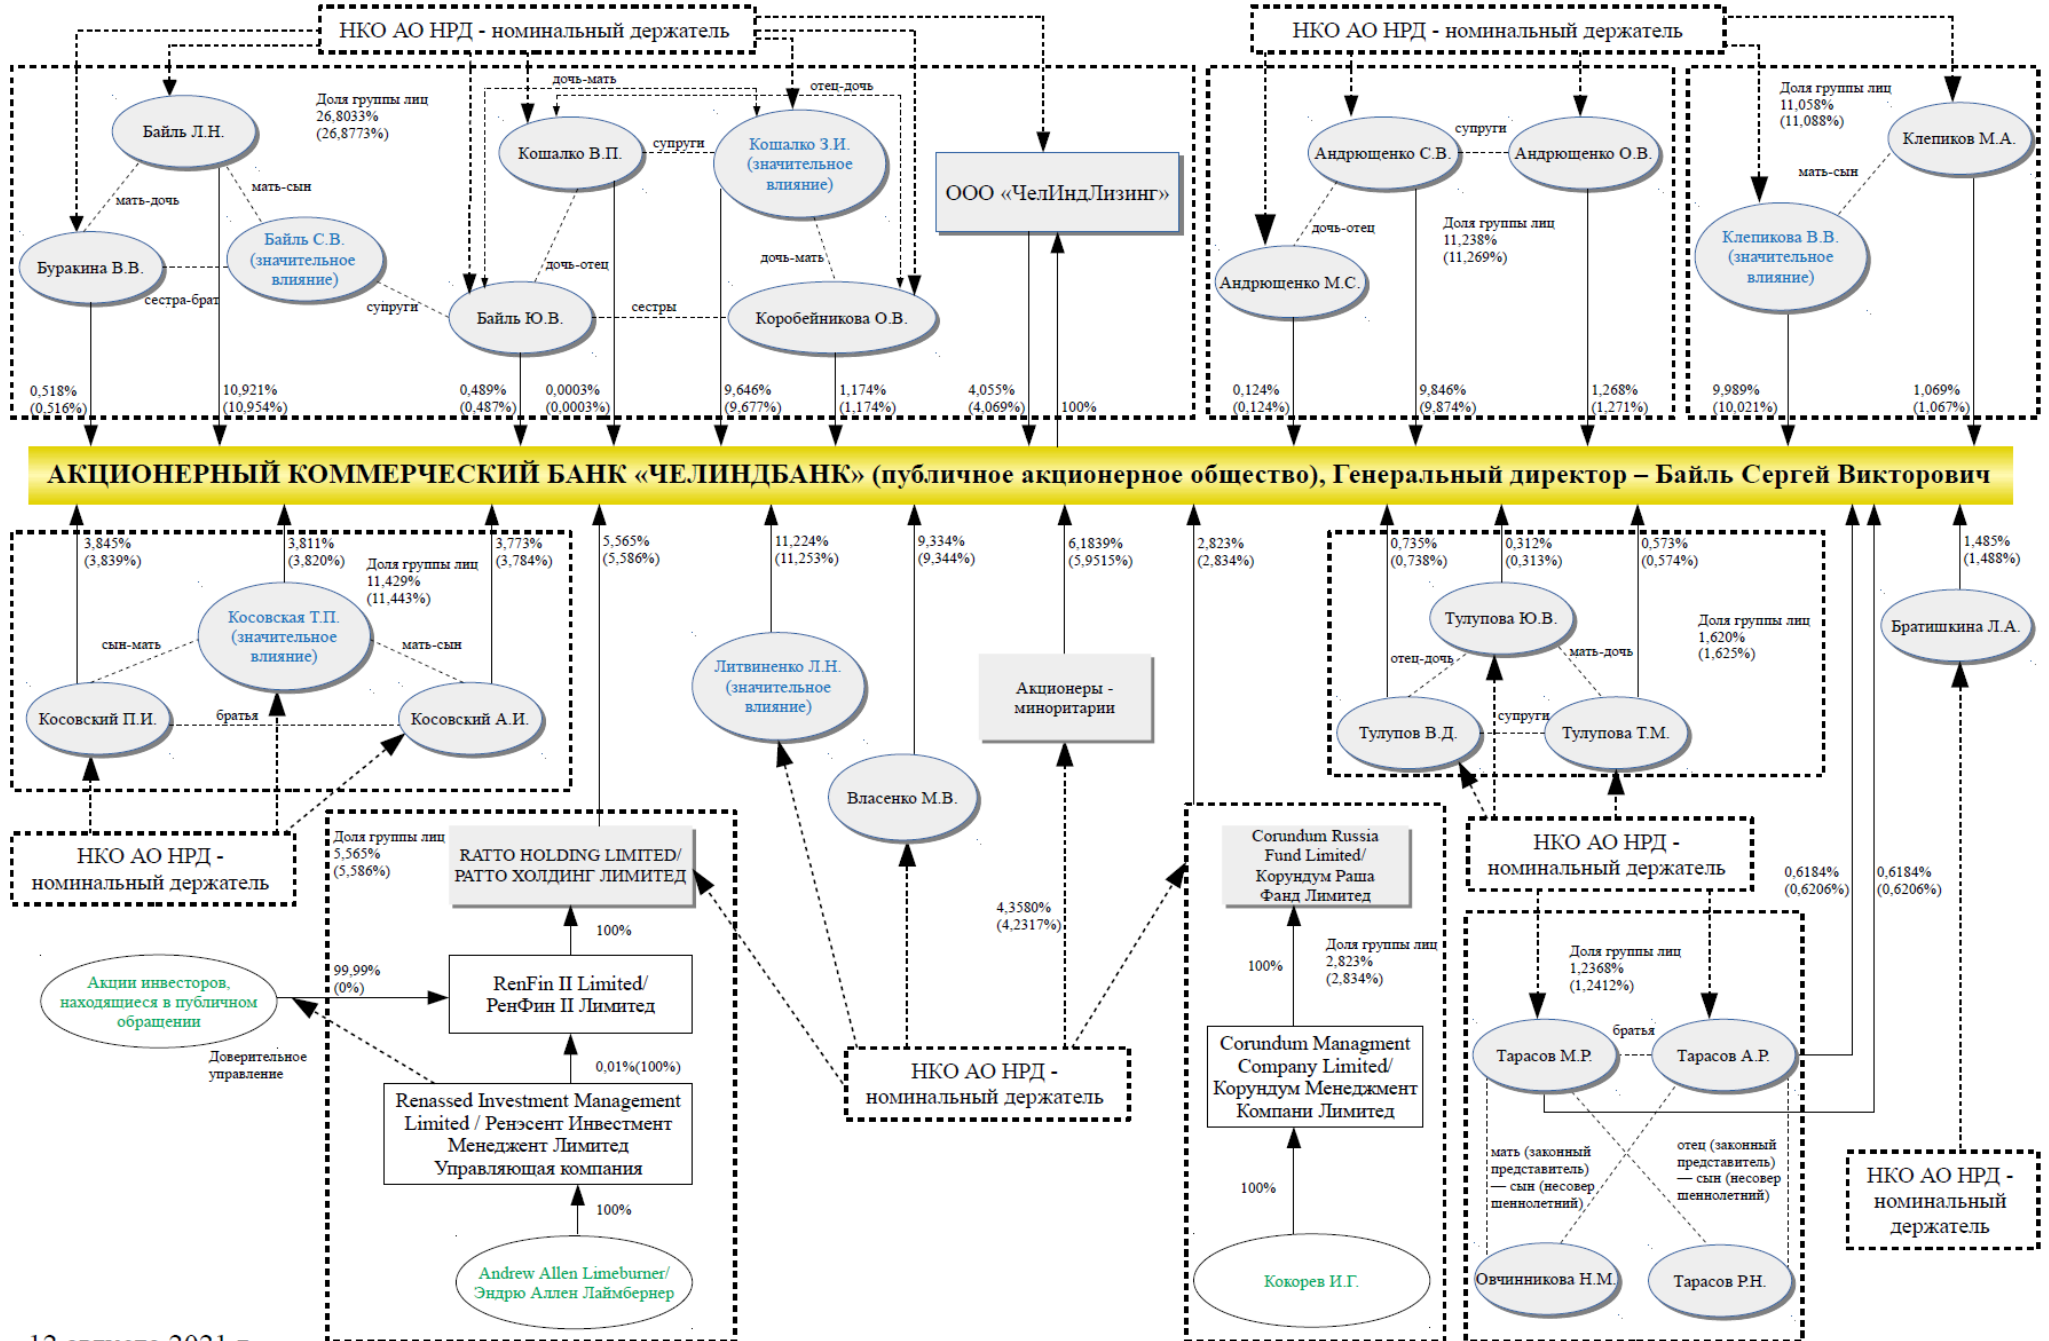 НКО АО НРД - номинальный держатель
НКО АО НРД - номинальный держатель
дочь-мать
отец-дочь
Доля группы лиц
26,8033%
(26,8773%)
Байль Л.Н.
Кошалко В.П.
супруги
Кошалко З.И.
(значительное
влияние)
ООО «ЧелИндЛизинг»
мать-дочь
мать-сын
Буракина В.В.
Байль С.В.
(значительное
влияние)
сестра-брат
супруги
дочь-отец
дочь-мать
Байль Ю.В.
сестры
Коробейникова О.В.
0,518%
(0,516%)
10,921%
(10,954%)
0,489%
(0,487%)
0,0003%
(0,0003%)
9,646%
(9,677%)
1,174%
(1,174%)
4,055%
(4,069%)
100%
Андрющенко С.В.
супруги
Андрющенко О.В.
дочь-отец
Андрющенко М.С.
Доля группы лиц
11,238%
(11,269%)
0,124%
(0,124%)
9,846%
(9,874%)
1,268%
(1,271%)
Доля группы лиц
11,058%
(11,088%)
Клепиков М.А.
мать-сын
Клепикова В.В.
(значительное
влияние)
9,989%
(10,021%)
1,069%
(1,067%)
АКЦИОНЕРНЫЙ КОММЕРЧЕСКИЙ БАНК «ЧЕЛИНДБАНК» (публичное акционерное общество), Генеральный директор – Байль Сергей Викторович
3,845%
(3,839%)
3,811%
(3,820%)
3,773%
(3,784%)
Доля группы лиц
11,429%
(11,443%)
Косовская Т.П.
(значительное
влияние)
сын-мать
мать-сын
Косовский П.И.
братья
Косовский А.И.
НКО АО НРД -
номинальный держатель
5,565%
(5,586%)
11,224%
(11,253%)
9,334%
(9,344%)
6,1839%
(5,9515%)
2,823%
(2,834%)
Литвиненко Л.Н.
(значительное
влияние)
Власенко М.В.
Акционеры -
миноритарии
4,3580%
(4,2317%)
0,735%
(0,738%)
0,312%
(0,313%)
0,573%
(0,574%)
Тулупова Ю.В.
Доля группы лиц
1,620%
(1,625%)
отец-дочь
мать-дочь
Тулупов В.Д.
супруги
Тулупова Т.М.
1,485%
(1,488%)
Братишкина Л.А.
НКО АО НРД -
номинальный держатель
0,6184%
(0,6206%)
0,6184%
(0,6206%)
Доля группы лиц
5,565%
(5,586%)
RATTO HOLDING LIMITED/
РАТТО ХОЛДИНГ ЛИМИТЕД
100%
Акции инвесторов,
находящиеся в публичном
обращении
99,99%
(0%)
RenFin II Limited/
РенФин II Лимитед
Доверительное
управление
0,01%(100%)
Renassed Investment Management
Limited / Ренэсент Инвестмент
Менеджент Лимитед
Управляющая компания
100%
Andrew Allen Limeburner/
Эндрю Аллен Лаймбернер
НКО АО НРД -
номинальный держатель
Corundum Russia
Fund Limited/
Корундум Раша
Фанд Лимитед
100%
Доля группы лиц
2,823%
(2,834%)
Corundum Managment
Company Limited/
Корундум Менеджмент
Компани Лимитед
100%
Кокорев И.Г.
Доля группы лиц
1,2368%
(1,2412%)
Тарасов М.Р.
братья
Тарасов А.Р.
мать (законный
представитель)
— сын (несовер
шеннолетний)
отец (законный
представитель)
— сын (несовер
шеннолетний)
Овчинникова Н.М.
Тарасов Р.Н.
НКО АО НРД -
номинальный
держатель
12 августа 2021 г.